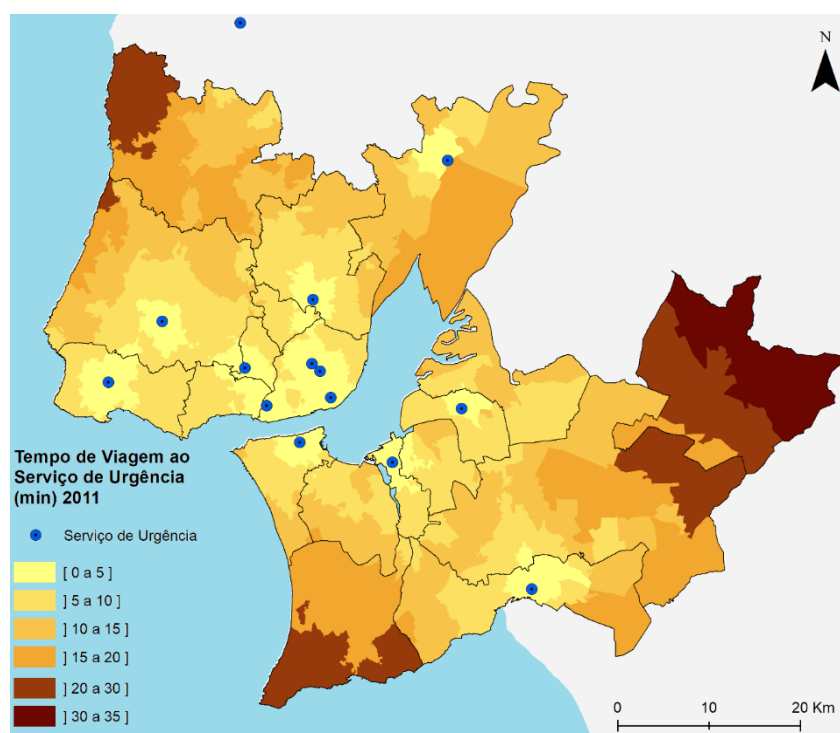 N
Tempo de Viagem ao
Serviço de Urgência
(min) 2011
Serviço de Urgência
[ 0 a 5 ]
] 5 a 10 ]
] 10 a 15 ]
] 15 a 20 ]
] 20 a 30 ]
] 30 a 35 ]
0 10 20 Km